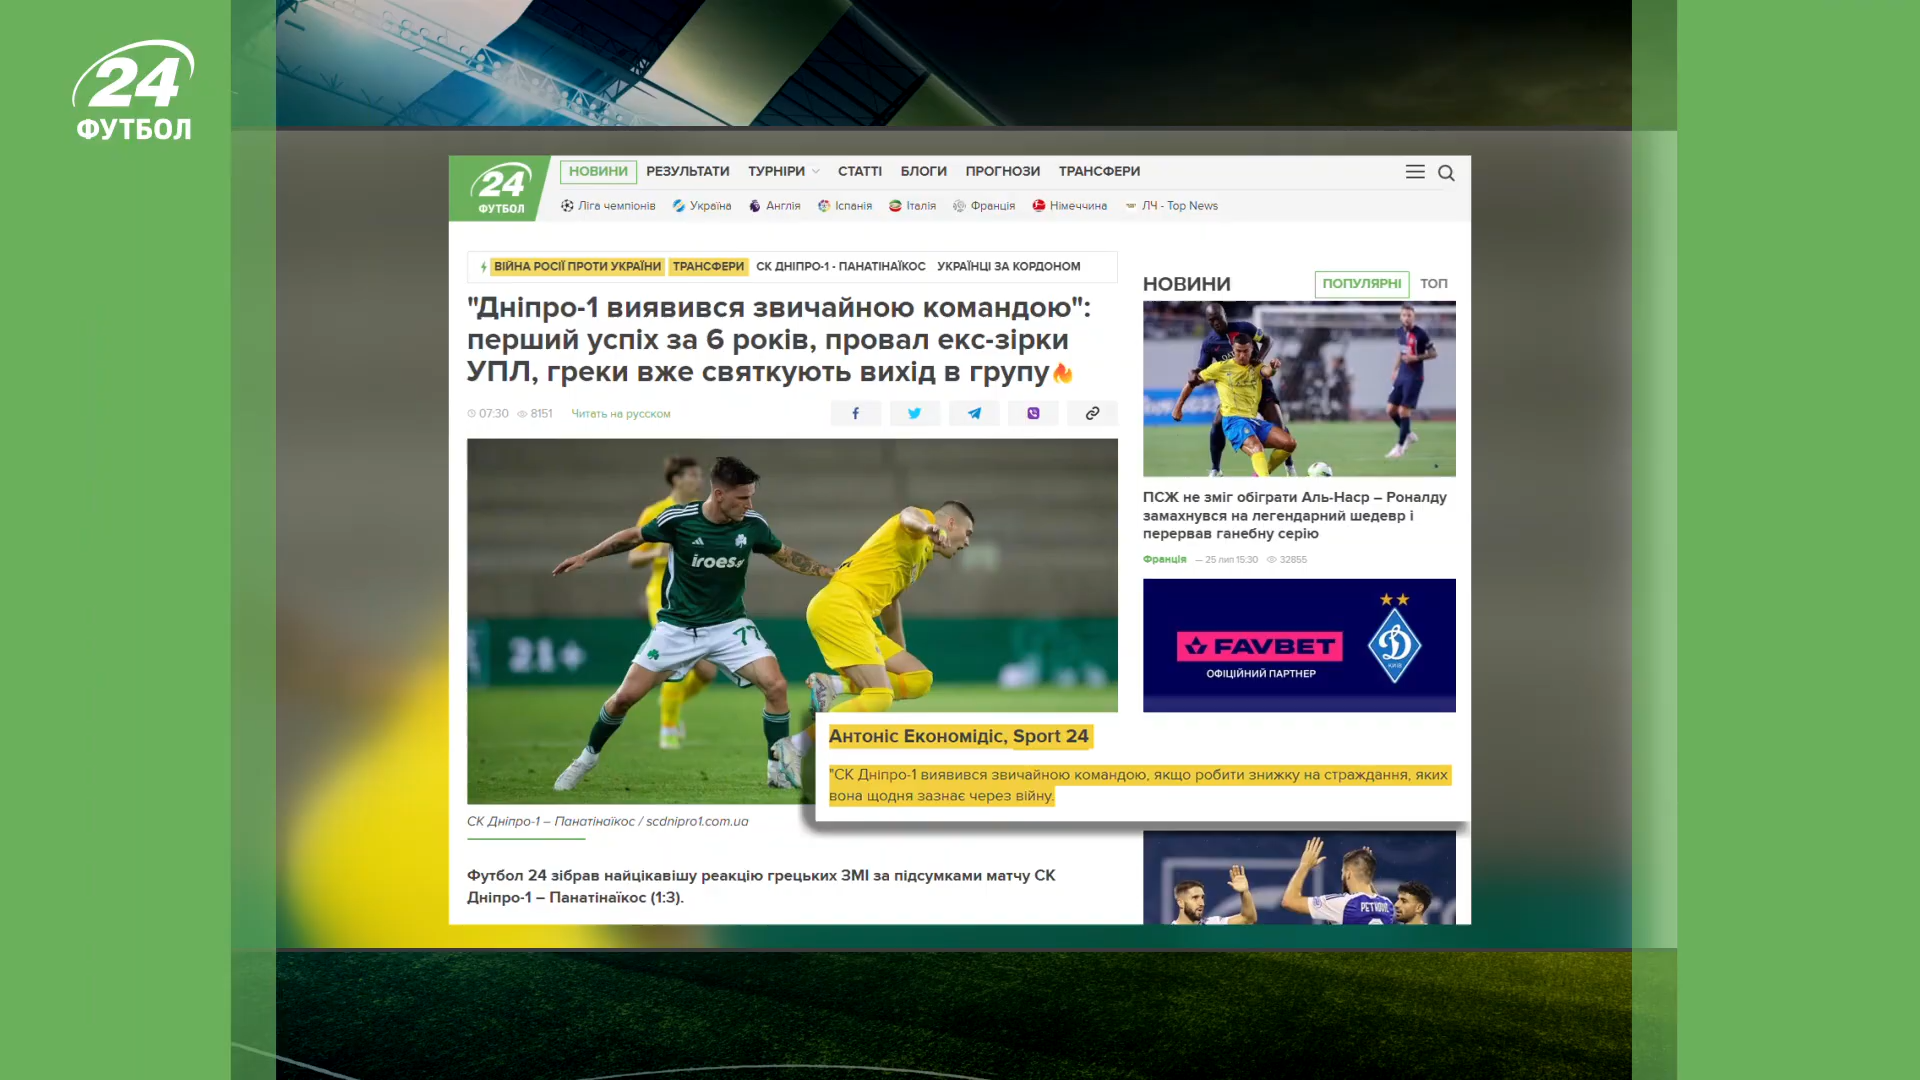 24
ФУТБОЛ
24
ФУТБОЛ
НОВИНИ РЕЗУЛЬТАТИ ТУРНІРИ СТАТТІ БЛОГИ ПРОГНОЗИ ТРАНСФЕРИ
Ліга чемпіонів Україна Англія Іспанія Італія Франція Німеччина ЛЧ - Top News
ВІЙНА РОСІЇ ПРОТИ УКРАЇНИ ТРАНСФЕРИ СК ДНІПРО-1 - ПАНАТІНАЇКОС УКРАЇНЦІ ЗА КОРДОНОМ
"Дніпро-1 виявився звичайною командою":
перший успіх за 6 років, провал екс-зірки
УПЛ, греки вже святкують вихід в групу🔥
07:30 8151 Читать на русском
iroes.gr
77
21+
СК Дніпро-1 – Панатінаїкос / scdnipro1.com.ua
Футбол 24 зібрав найцікавішу реакцію грецьких ЗМІ за підсумками матчу СК
Дніпро-1 – Панатінаїкос (1:3).
НОВИНИ ПОПУЛЯРНІ ТОП
ПСЖ не зміг обіграти Аль-Наср – Роналду
замахнувся на легендарний шедевр і
перервав ганебну серію
Франція — 25 лип 15:30 32855
FAVBET
ОФІЦІЙНИЙ ПАРТНЕР
Д
КИЇВ
Антоніс Економідіс, Sport 24
"СК Дніпро-1 виявився звичайною командою, якщо робити знижку на страждання, яких
вона щодня зазнає через війну.